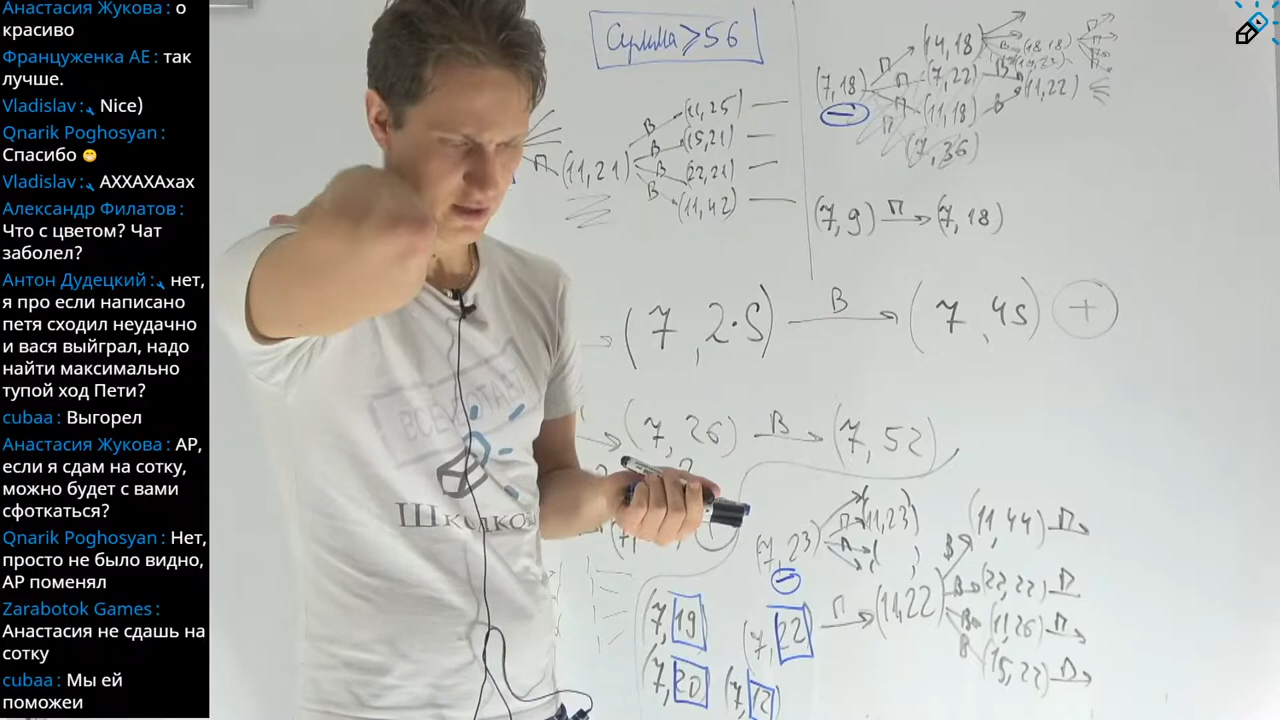 Анастасия Жукова: о
красиво
Француженка АЕ: так
лучше.
Vladislav: Nice)
Qnarik Poghosyan:
Спасибо 😁
Vladislav: АХХАХАхах
Александр Филатов:
Что с цветом? Чат
заболел?
Антон Дудецкий: нет,
я про если написано
петя сходил неудачно
и вася выйграл, надо
найти максимально
тупой ход Пети?
cubaa: Выгорел
Анастасия Жукова: АР,
если я сдам на сотку,
можно будет с вами
сфоткаться?
Qnarik Poghosyan: Нет,
просто не было видно,
АР поменял
Zarabotok Games:
Анастасия не сдашь на
сотку
cubaa: Мы ей
поможеи
Сумма ≥ 56
П (11,21)
В (11,25)
В (15,21)
В (22,21)
В (11,42)
(7,18)
П (14,18)
П (7,22) В (11,22)
П (11,18) В
П (7,36)
(7,9) П (7,18)
(7, 2·S) В (7, 4S) +
(7, 26) В (7, 52)
(7,23)
П (11,23)
(7,19)
(7,20)
(7,22) П (11,22)
(7,12)
В (11,44) П
В (22,22) П
В (11,26) П
В (15,22) П
ВСЕМ
Школково